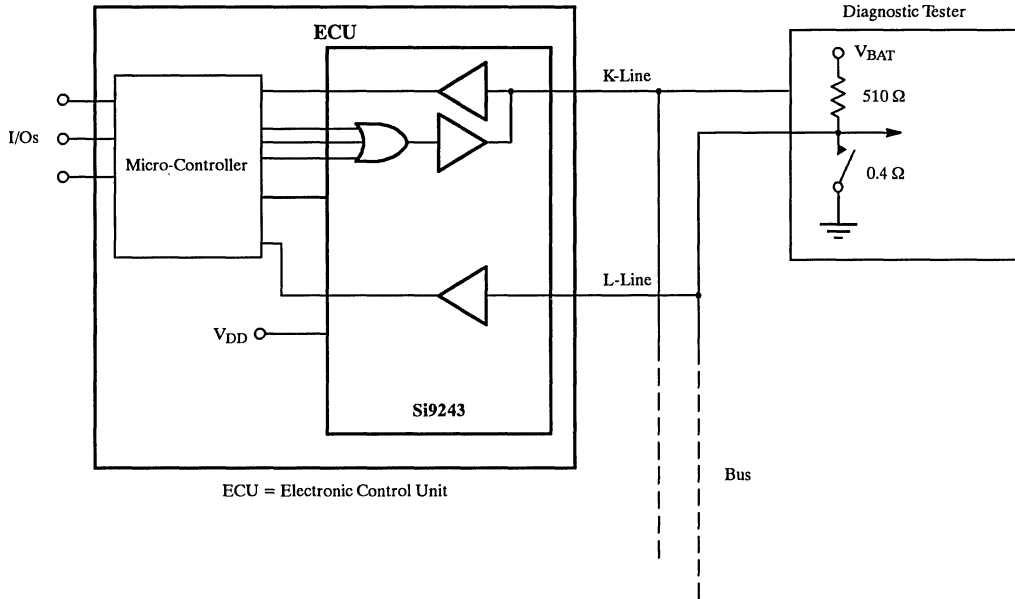 Diagnostic Tester
ECU
V_BAT
K-Line
510 Ω
I/Os
Micro-Controller
0.4 Ω
L-Line
V_DD
Si9243
Bus
ECU = Electronic Control Unit